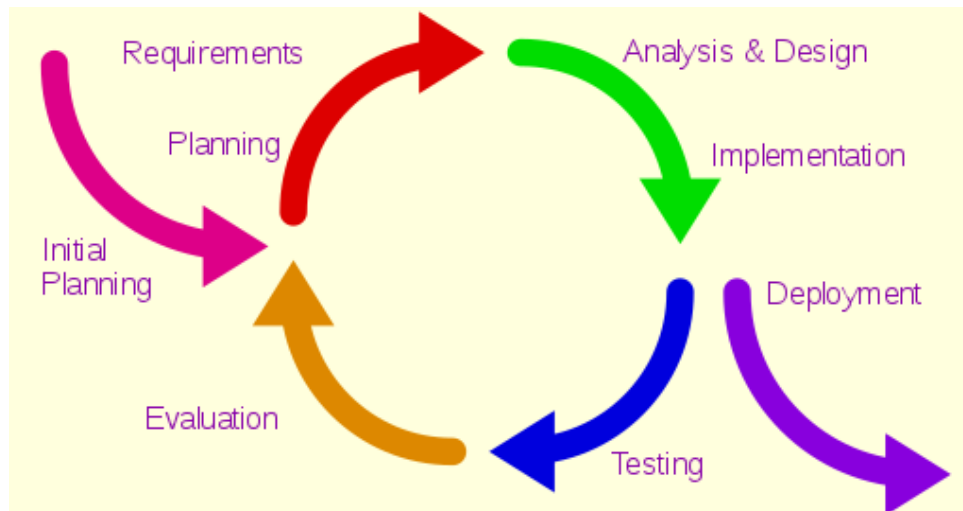 Requirements
Analysis & Design
Planning
Implementation
Initial
Planning
Deployment
Evaluation
Testing